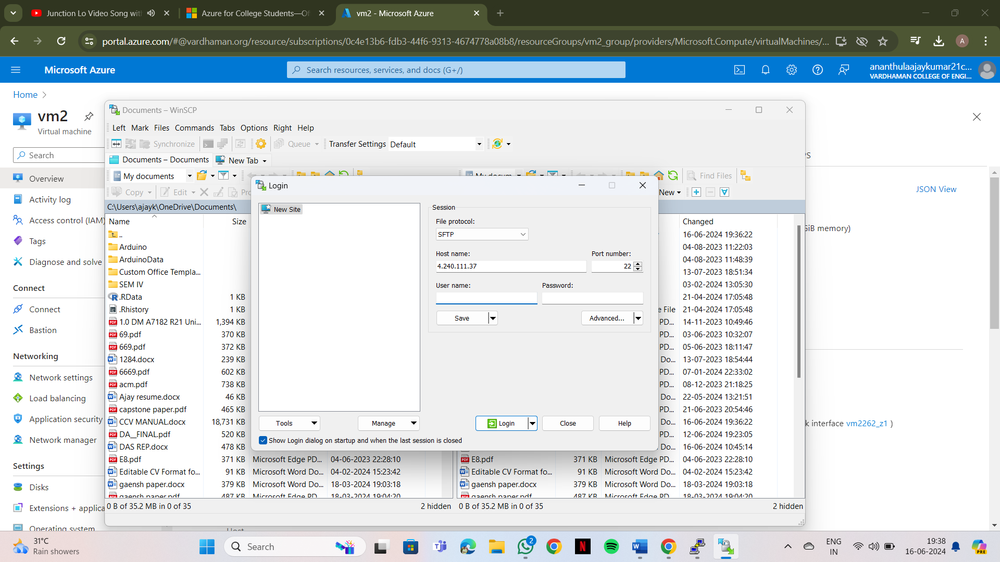 Junction Lo Video Song wit
Azure for College Students—Of
vm2 - Microsoft Azure
portal.azure.com/#@vardhaman.org/resource/subscriptions/0c4e13b6-fdb3-44f6-9313-4674778a08b8/resourceGroups/vm2_group/providers/Microsoft.Compute/virtualMachines/...
A
Microsoft Azure
Search resources, services, and docs (G+/)
ananthulaajaykumar21c...
VARDHAMAN COLLEGE OF ENGI...
Home
vm2
Virtual machine
Search
Overview
Activity log
Access control (IAM)
Tags
Diagnose and solve
Connect
Connect
Bastion
Networking
Network settings
Load balancing
Application security
Network manager
Settings
Disks
Extensions + applica
Operating system
Documents – WinSCP
Left Mark Files Commands Tabs Options Right Help
Synchronize
Queue
Transfer Settings Default
Documents – Documents
New Tab
My documents
My docum
Find Files
Copy
Edit
Pro
New
C:\Users\ajayk\OneDrive\Documents\
Name Size
Changed
..
16-06-2024 19:36:22
Arduino
04-08-2023 11:22:03
ArduinoData
04-08-2023 11:48:39
Custom Office Templa...
13-07-2023 18:51:34
SEM IV
03-02-2024 13:05:30
.RData 1 KB
21-04-2024 17:05:48
.Rhistory 1 KB
e File 21-04-2024 17:05:48
1.0 DM A7182 R21 Uni... 1,394 KB
PD... 14-11-2023 10:49:46
69.pdf 370 KB
PD... 03-06-2023 10:32:07
669.pdf 372 KB
PD... 05-06-2023 18:11:47
1284.docx 239 KB
Do... 13-07-2023 18:54:44
6669.pdf 602 KB
PD... 07-01-2024 22:33:02
acm.pdf 738 KB
PD... 08-12-2023 21:18:25
Ajay resume.docx 46 KB
Do... 22-05-2024 13:21:51
capstone paper.pdf 465 KB
PD... 21-06-2023 20:54:46
CCV MANUAL.docx 18,731 KB
Do... 16-06-2024 19:36:22
DA__FINAL.pdf 520 KB
PD... 12-06-2024 19:23:05
DAS REP.docx 478 KB
Do... 16-06-2024 10:45:14
E8.pdf 371 KB Microsoft Edge PD... 04-06-2023 22:28:10
E8.pdf 371 KB Microsoft Edge PD... 04-06-2023 22:28:10
Editable CV Format fo... 91 KB Microsoft Word Do... 04-02-2024 15:23:42
Editable CV Format fo... 91 KB Microsoft Word Do... 04-02-2024 15:23:42
gaensh paper.docx 379 KB Microsoft Word Do... 18-03-2024 19:03:18
gaensh paper.docx 379 KB Microsoft Word Do... 18-03-2024 19:03:18
gaensh paper.pdf 487 KB Microsoft Edge PD... 18-03-2024 19:04:20
gaensh paper.pdf 487 KB Microsoft Edge PD... 18-03-2024 19:04:20
0 B of 35.2 MB in 0 of 35 2 hidden
0 B of 35.2 MB in 0 of 35 2 hidden
Login
New Site
Session
File protocol:
SFTP
Host name: Port number:
4.240.111.37 22
User name: Password:
Save
Advanced...
Tools
Manage
Login
Close
Help
Show Login dialog on startup and when the last session is closed
JSON View
GiB memory)
k interface vm2262_z1 )
Host
31°C
Rain showers
Search
2
ENG
IN
19:38
16-06-2024
PRE